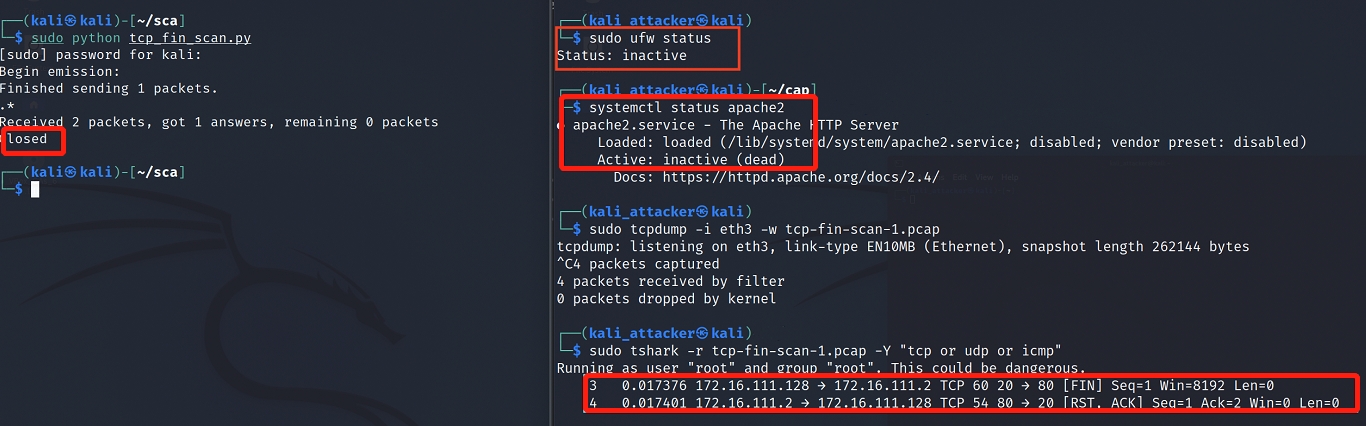 ┌──(kali㉿kali)-[~/sca]
└─$ sudo python tcp_fin_scan.py
[sudo] password for kali:
Begin emission:
Finished sending 1 packets.
.*
Received 2 packets, got 1 answers, remaining 0 packets
losed
┌──(kali㉿kali)-[~/sca]
└─$
┌──(kali_attacker㉿kali)
└─$ sudo ufw status
Status: inactive
┌──(kali_attacker㉿kali)-[~/cap]
└─$ systemctl status apache2
apache2.service - The Apache HTTP Server
Loaded: loaded (/lib/systemd/system/apache2.service; disabled; vendor preset: disabled)
Active: inactive (dead)
Docs: https://httpd.apache.org/docs/2.4/
┌──(kali_attacker㉿kali)
└─$ sudo tcpdump -i eth3 -w tcp-fin-scan-1.pcap
tcpdump: listening on eth3, link-type EN10MB (Ethernet), snapshot length 262144 bytes
^C4 packets captured
4 packets received by filter
0 packets dropped by kernel
┌──(kali_attacker㉿kali)
└─$ sudo tshark -r tcp-fin-scan-1.pcap -Y "tcp or udp or icmp"
Running as user "root" and group "root". This could be dangerous.
3 0.017376 172.16.111.128 → 172.16.111.2 TCP 60 20 → 80 [FIN] Seq=1 Win=8192 Len=0
4 0.017401 172.16.111.2 → 172.16.111.128 TCP 54 80 → 20 [RST, ACK] Seq=1 Ack=2 Win=0 Len=0